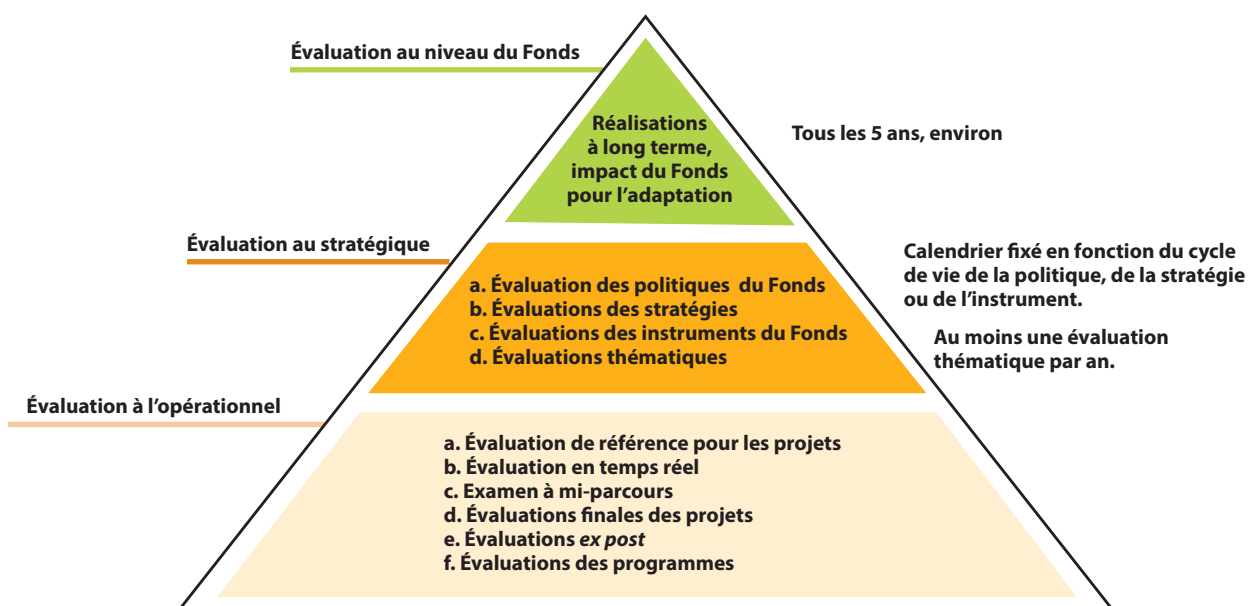 Évaluation au niveau du Fonds
Réalisations
à long terme,
impact du Fonds
pour l’adaptation
Tous les 5 ans, environ
Évaluation au stratégique
a. Évaluation des politiques du Fonds
b. Évaluations des stratégies
c. Évaluations des instruments du Fonds
d. Évaluations thématiques
Calendrier fixé en fonction du cycle
de vie de la politique, de la stratégie
ou de l’instrument.
Au moins une évaluation
thématique par an.
Évaluation à l’opérationnel
a. Évaluation de référence pour les projets
b. Évaluation en temps réel
c. Examen à mi-parcours
d. Évaluations finales des projets
e. Évaluations ex post
f. Évaluations des programmes